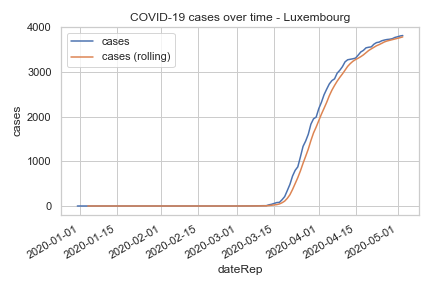 COVID-19 cases over time - Luxembourg
4000
3000
2000
1000
0
cases
cases
cases (rolling)
2020-01-01
2020-01-15
2020-02-01
2020-02-15
2020-03-01
2020-03-15
2020-04-01
2020-04-15
2020-05-01
dateRep